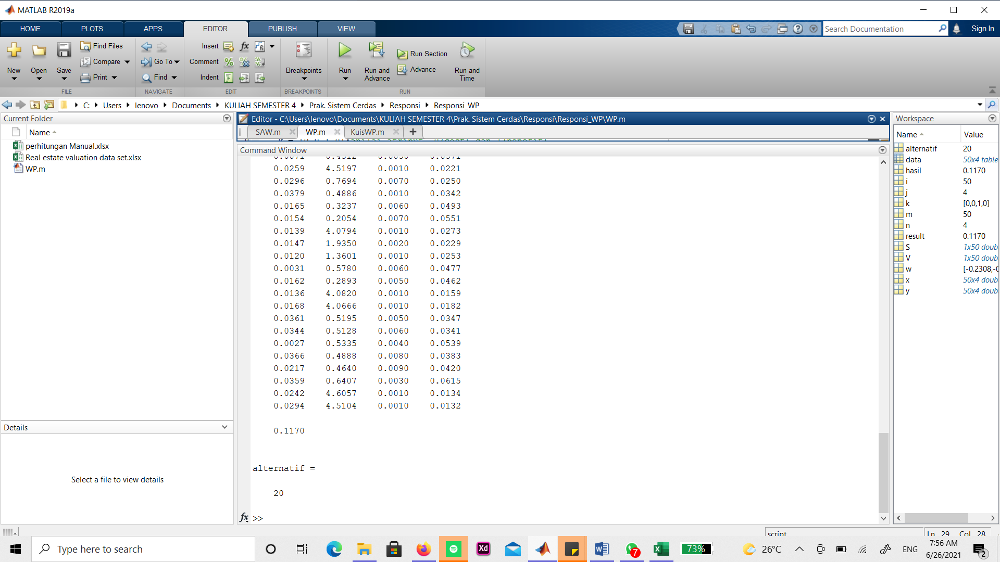 MATLAB R2019a
HOME PLOTS APPS EDITOR PUBLISH VIEW
Search Documentation
Sign In
New
Open
Save
Find Files
Compare
Print
FILE
Go To
Find
NAVIGATE
Insert
Comment
Indent
fx
EDIT
Breakpoints
BREAKPOINTS
Run
Run and Advance
Run Section
Advance
Run and Time
RUN
C: Users lenovo Documents KULIAH SEMESTER 4 Prak. Sistem Cerdas Responsi Responsi_WP
Current Folder
Name
perhitungan Manual.xlsx
Real estate valuation data set.xlsx
WP.m
Details
Select a file to view details
Editor - C:\Users\lenovo\Documents\KULIAH SEMESTER 4\Prak. Sistem Cerdas\Responsi\Responsi_WP\WP.m
SAW.m WP.m KuisWP.m
Command Window
0.0259 4.5197 0.0010 0.0221
0.0296 0.7694 0.0070 0.0250
0.0379 0.4886 0.0010 0.0342
0.0165 0.3237 0.0060 0.0493
0.0154 0.2054 0.0070 0.0551
0.0139 4.0794 0.0010 0.0273
0.0147 1.9350 0.0020 0.0229
0.0120 1.3601 0.0010 0.0253
0.0031 0.5780 0.0060 0.0477
0.0162 0.2893 0.0050 0.0462
0.0136 4.0820 0.0010 0.0159
0.0168 4.0666 0.0010 0.0182
0.0361 0.5195 0.0050 0.0347
0.0344 0.5128 0.0060 0.0341
0.0027 0.5335 0.0040 0.0539
0.0366 0.4888 0.0080 0.0383
0.0217 0.4640 0.0090 0.0420
0.0359 0.6407 0.0030 0.0615
0.0242 4.6057 0.0010 0.0134
0.0294 4.5104 0.0010 0.0132
0.1170
alternatif =
20
fx >>
Workspace
Name Value
alternatif 20
data 50x4 table
hasil 0.1170
i 50
j 4
k [0,0,1,0]
m 50
n 4
result 0.1170
S 1x50 doub
V 1x50 doub
w [-0.2308,-0
x 50x4 doub
y 50x4 doub
script
Ln 29 Col 28
Type here to search
Xd
7
73%
26°C
ENG
7:56 AM
6/26/2021
2